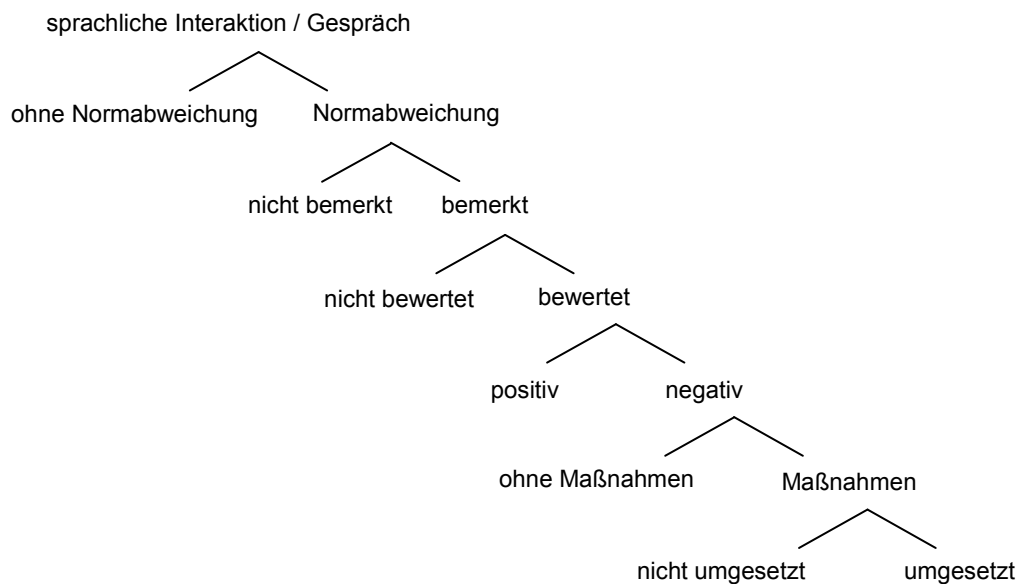 sprachliche Interaktion / Gespräch
ohne Normabweichung
Normabweichung
nicht bemerkt
bemerkt
nicht bewertet
bewertet
positiv
negativ
ohne Maßnahmen
Maßnahmen
nicht umgesetzt
umgesetzt